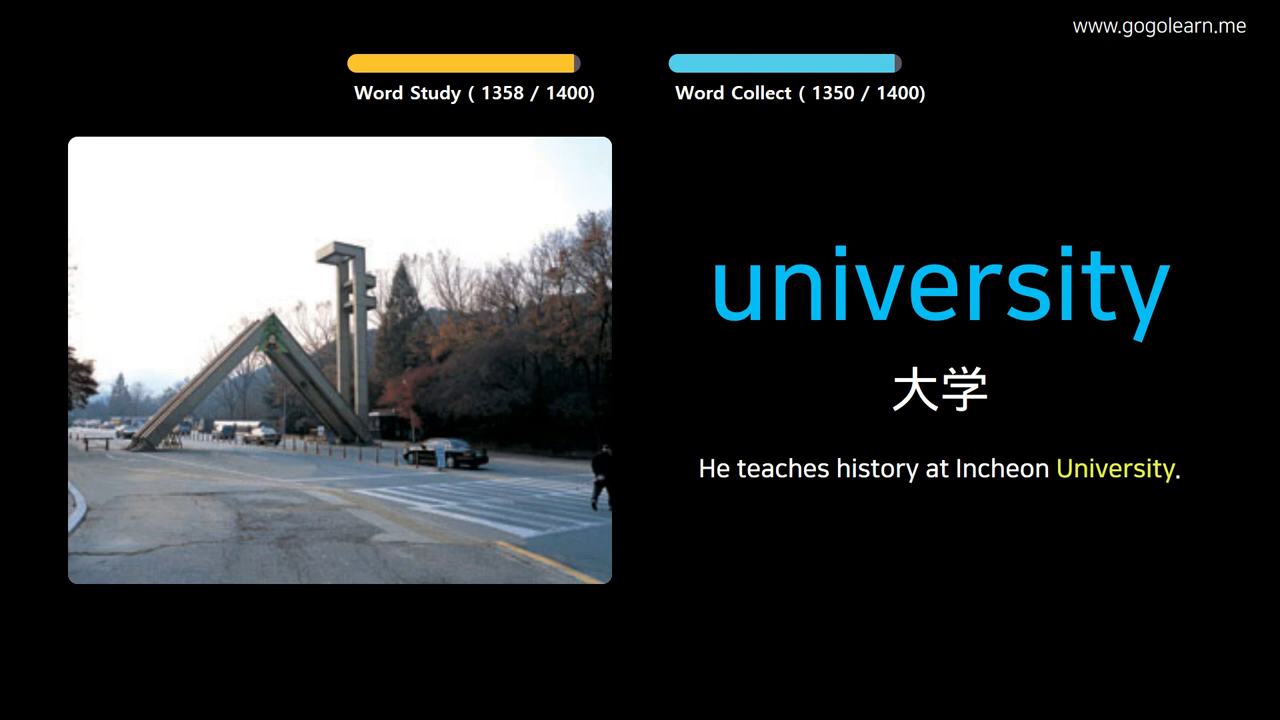 www.gogolearn.me
Word Study ( 1358 / 1400)
Word Collect ( 1350 / 1400)
university
大学
He teaches history at Incheon University.